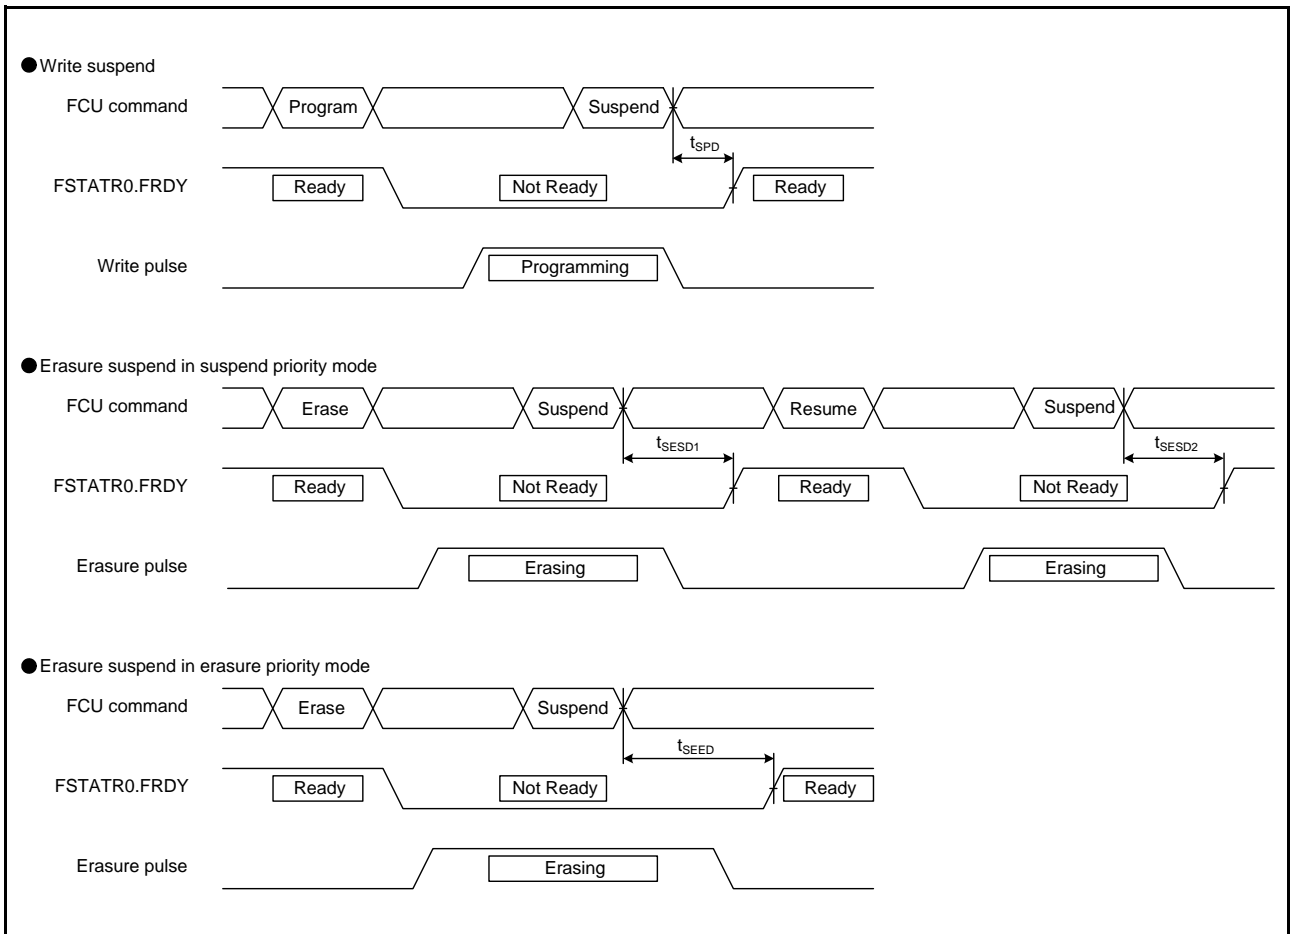 ●Write suspend
FCU command Program Suspend
tSPD
FSTATR0.FRDY Ready Not Ready Ready
Write pulse Programming
●Erasure suspend in suspend priority mode
FCU command Erase Suspend Resume Suspend
tSESD1 tSESD2
FSTATR0.FRDY Ready Not Ready Ready Not Ready
Erasure pulse Erasing Erasing
●Erasure suspend in erasure priority mode
FCU command Erase Suspend
tSEED
FSTATR0.FRDY Ready Not Ready Ready
Erasure pulse Erasing